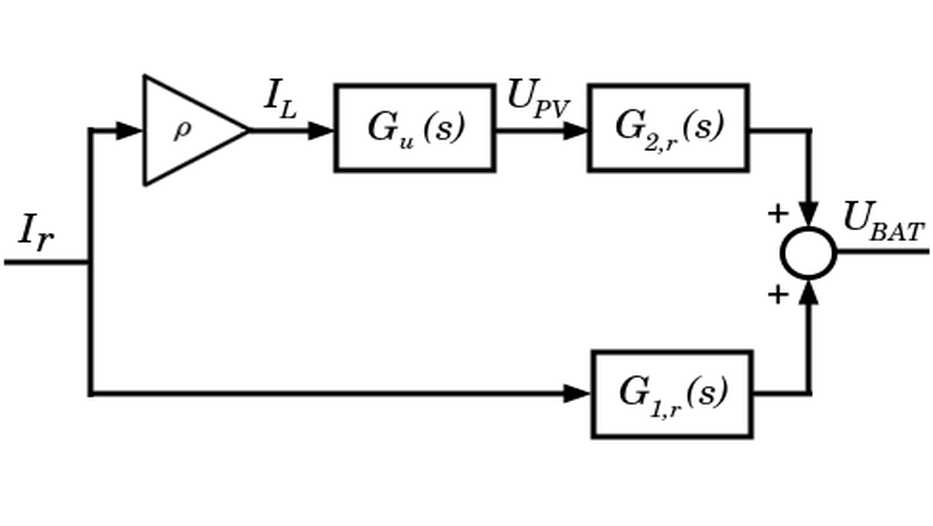 I_L
U_PV
ρ
G_u (s)
G_2,r (s)
I_r
+
U_BAT
+
G_1,r (s)